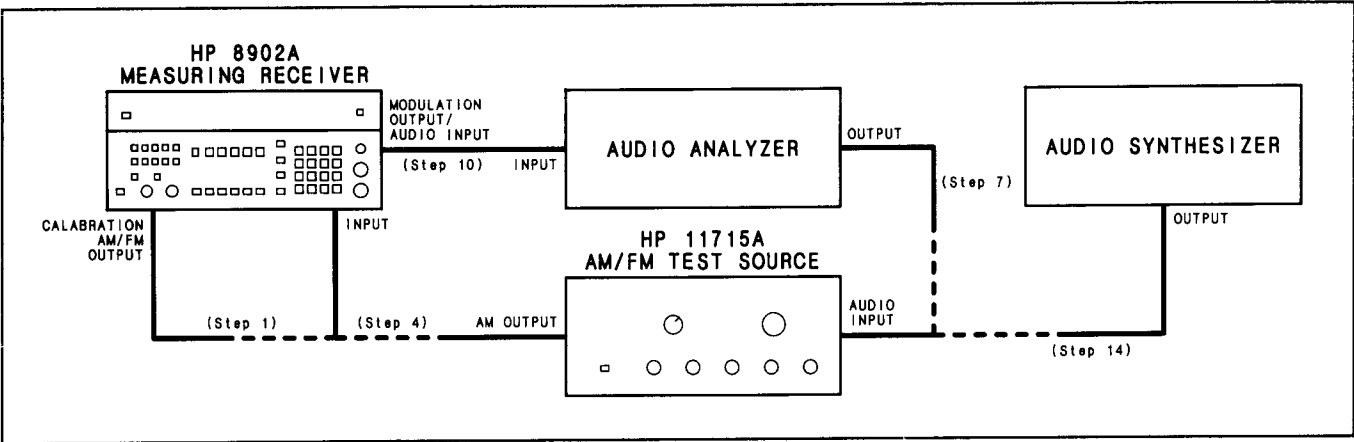 HP 8902A
MEASURING RECEIVER
MODULATION
OUTPUT/
AUDIO INPUT
(Step 10)
INPUT
AUDIO ANALYZER
OUTPUT
(Step 7)
AUDIO SYNTHESIZER
OUTPUT
CALABRATION
AM/FM
OUTPUT
INPUT
(Step 1)
(Step 4)
AM OUTPUT
HP 11715A
AM/FM TEST SOURCE
AUDIO
INPUT
(Step 14)